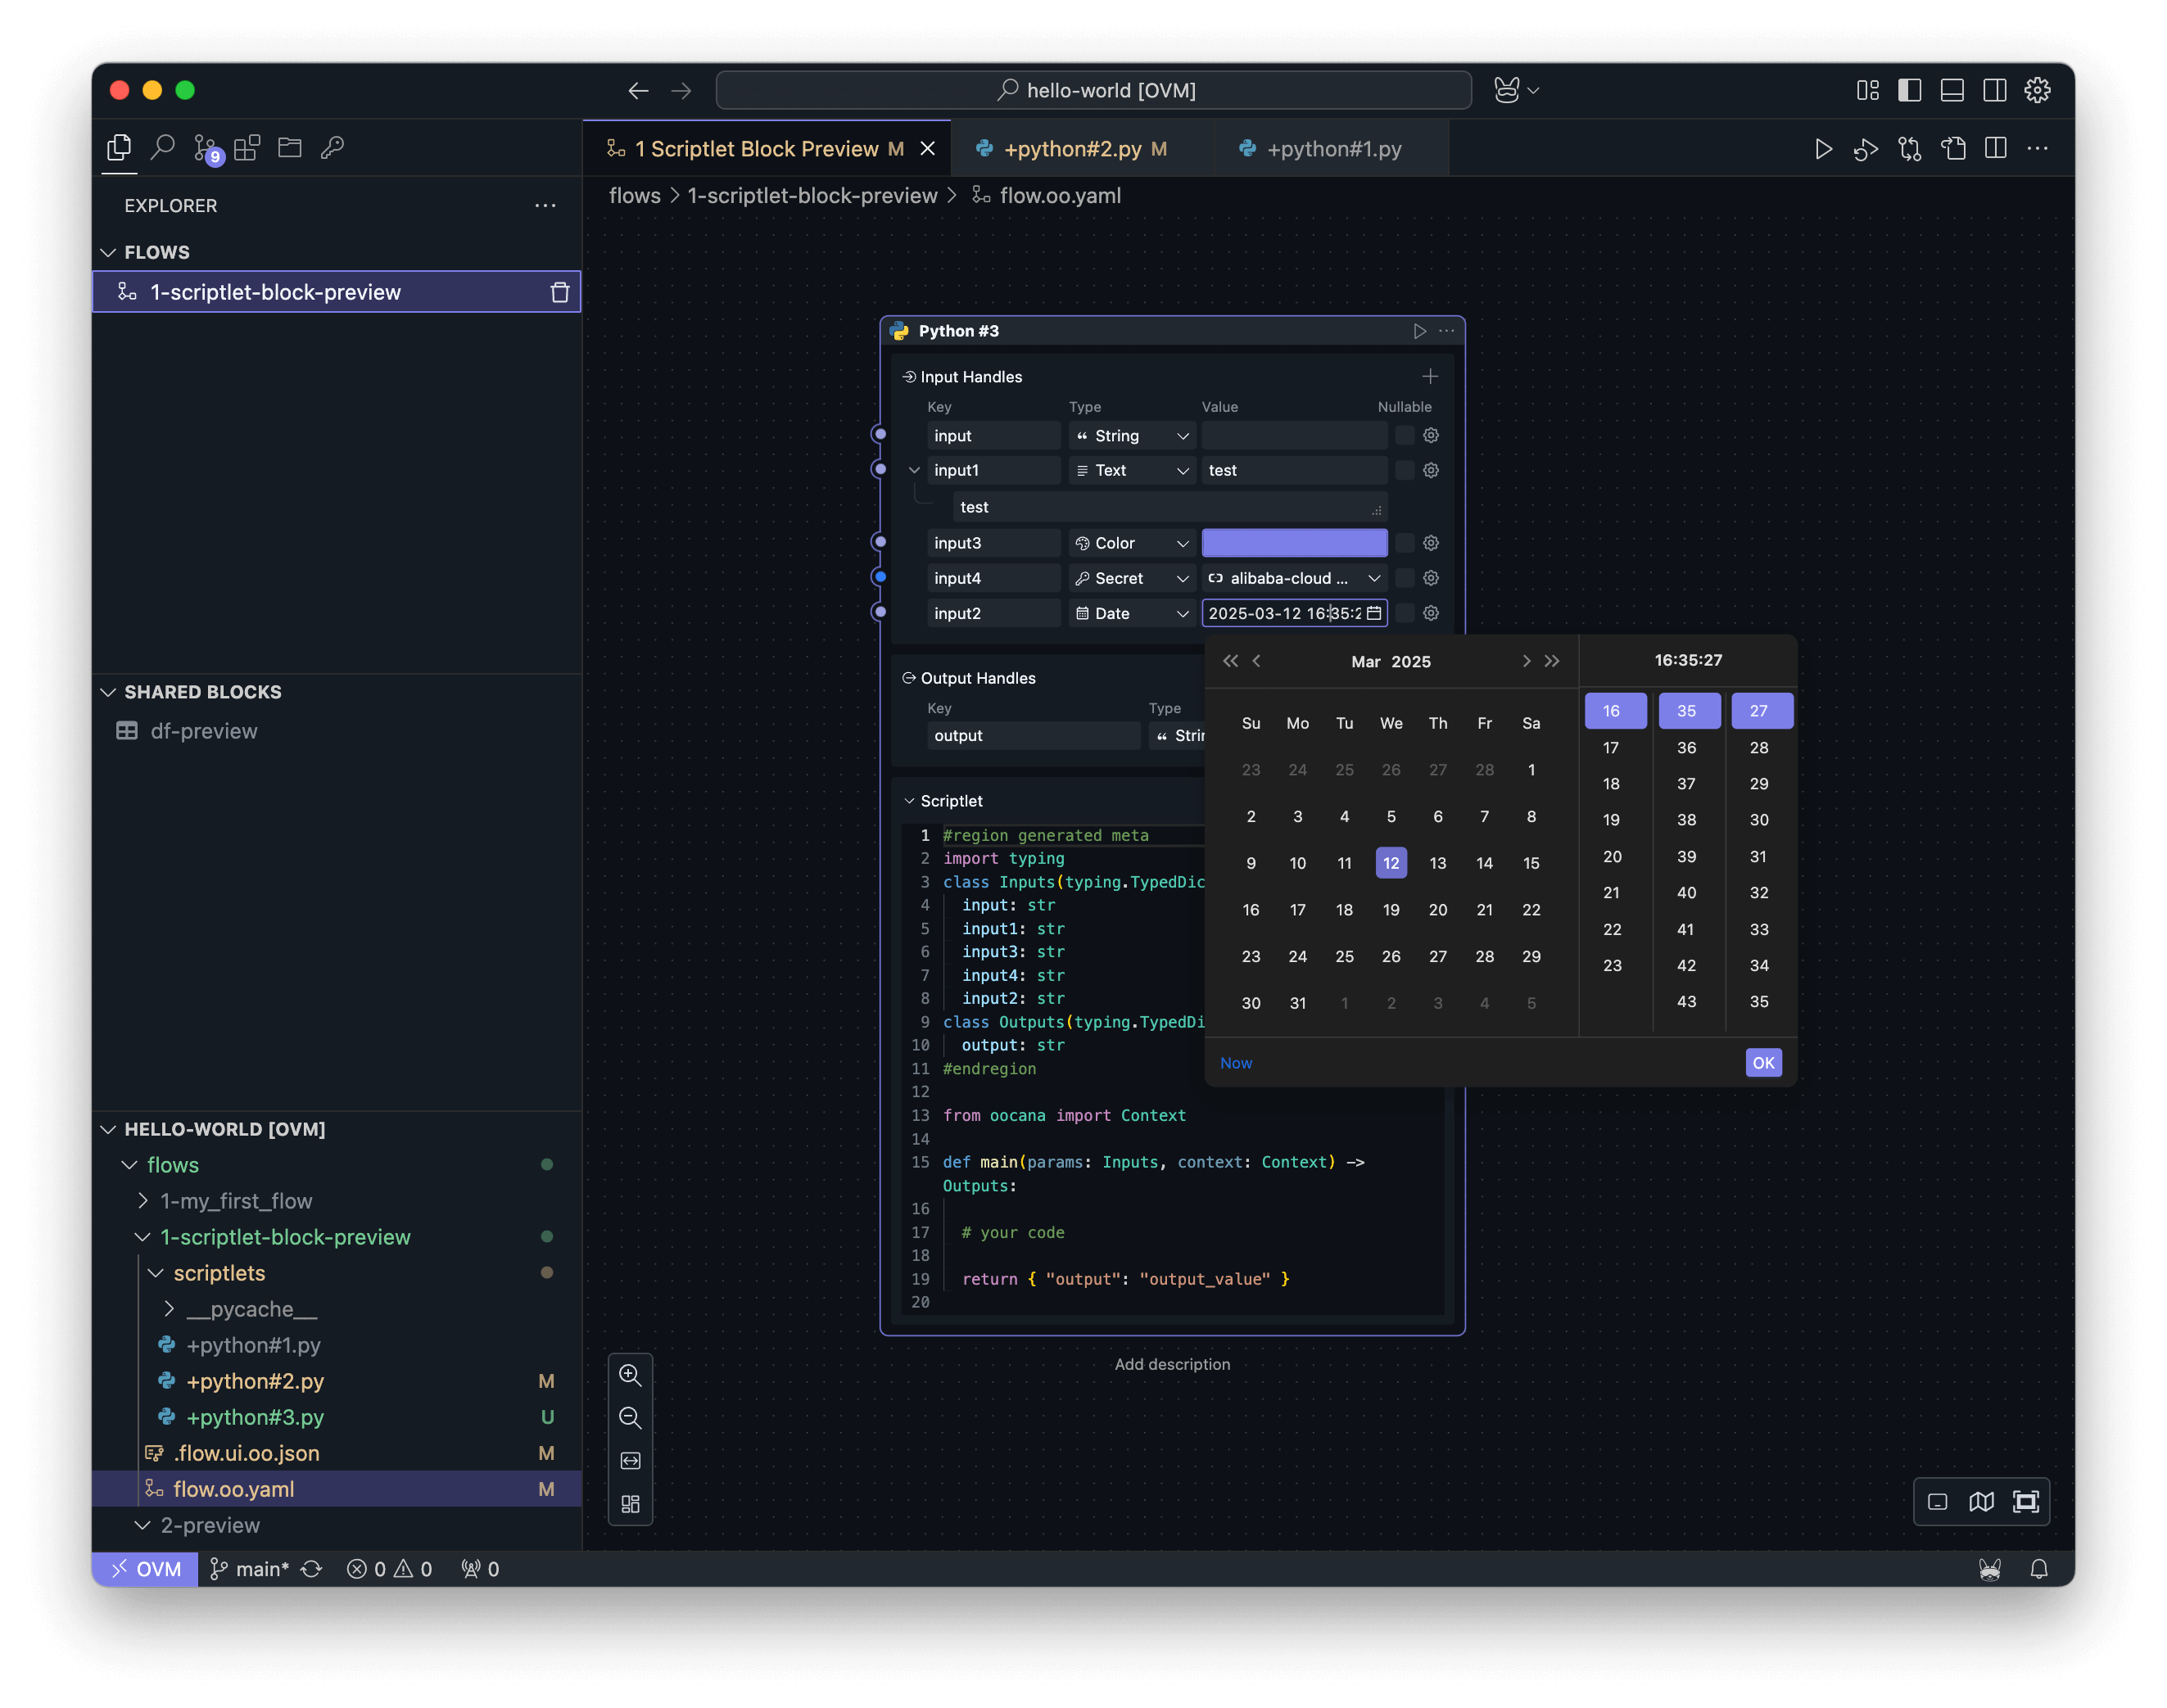 hello-world [OVM]
9
1 Scriptlet Block Preview M
+python#2.py M
+python#1.py
EXPLORER
flows > 1-scriptlet-block-preview > flow.oo.yaml
FLOWS
1-scriptlet-block-preview
SHARED BLOCKS
df-preview
HELLO-WORLD [OVM]
flows
1-my_first_flow
1-scriptlet-block-preview
scriptlets
__pycache__
+python#1.py
+python#2.py M
+python#3.py U
.flow.ui.oo.json M
flow.oo.yaml M
2-preview
Python #3
Input Handles
Key Type Value Nullable
input String
input1 Text test
test
input3 Color
input4 Secret alibaba-cloud ...
input2 Date 2025-03-12 16:35:2
Output Handles
Key Type
output Strin
Scriptlet
1 #region generated meta
2 import typing
3 class Inputs(typing.TypedDic
4 input: str
5 input1: str
6 input3: str
7 input4: str
8 input2: str
9 class Outputs(typing.TypedDi
10 output: str
11 #endregion
12
13 from oocana import Context
14
15 def main(params: Inputs, context: Context) ->
Outputs:
16
17 # your code
18
19 return { "output": "output_value" }
20
Add description
Mar 2025
16:35:27
Su Mo Tu We Th Fr Sa
23 24 25 26 27 28 1
2 3 4 5 6 7 8
9 10 11 12 13 14 15
16 17 18 19 20 21 22
23 24 25 26 27 28 29
30 31 1 2 3 4 5
16 35 27
17 36 28
18 37 29
19 38 30
20 39 31
21 40 32
22 41 33
23 42 34
43 35
Now
OK
OVM main* 0 0 0